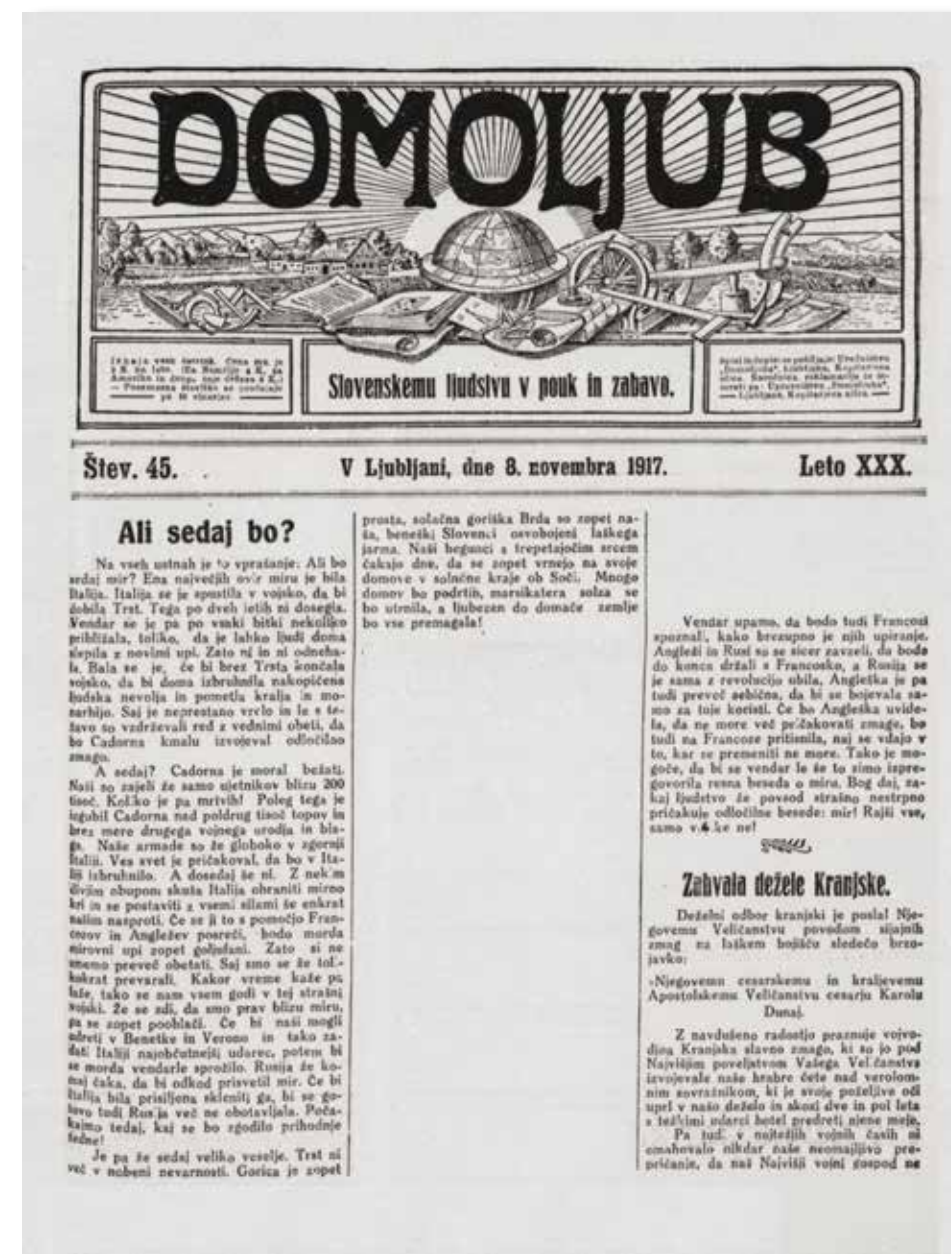 DOMOLJUB
Izhaja vsak četrtek. Cena mu je
Slovenskemu ljudstvu v pouk in zabavo.
Štev. 45.
V Ljubljani, dne 8. novembra 1917.
Leto XXX.
Ali sedaj bo?
Na vseh ustnah je to vprašanje: Ali bo
sedaj mir? Ena največjih ovir miru je bila
Italija. Italija se je spustila v vojsko, da bi
dobila Trst. Tega po dveh letih ni dosegla.
Vendar se je pa po vsaki bitki nekoliko
približala, toliko, da je lahko ljudi doma
slepila z novimi upi. Zato ni in ni odneha-
la. Bala se je, če bi brez Trsta končala
vojsko, da bi doma izbruhnila nakopičena
ljudska nevolja in pometla kralja in mo-
narhijo. Saj je neprestano vrelo in le s te-
žavo so vzdrževali red z vednimi obeti, da
bo Cadorna kmalu izvojeval odločilno
zmago.
A sedaj? Cadorna je moral bežati.
Naši so zajeli že samo ujetnikov blizu 200
tisoč. Koliko je pa mrtvih! Poleg tega je
izgubil Cadorna nad poldrug tisoč topov in
brez mere drugega vojnega orodja in bla-
ga. Naše armade so že globoko v zgornji
Italiji. Ves svet je pričakoval, da bo v Ita-
liji izbruhnilo. A dosedaj še ni. Z nekim
divjim obupom skuša Italija ohraniti mirno
kri in se postaviti z vsemi silami še enkrat
našim nasproti. Če se ji to s pomočjo Fran-
cozov in Angležev posreči, bodo morda
mirovni upi zopet goljufani. Zato si ne
smemo preveč obetati. Saj smo se že tol-
kokrat prevarali. Kakor vreme kaže pa
laže, tako se nam vsem godi v tej strašni
vojski. Že se zdi, da smo prav blizu miru,
pa se zopet pooblači. Če bi naši mogli
udreti v Benetke in Verono in tako za-
dati Italiji najobčutnejši udarec, potem bi
se morda vendarle sprožilo. Rusija že ko-
maj čaka, da bi odkod prisvetil mir. Če bi
Italija bila prisiljena skleniti ga, bi se go-
tovo tudi Rusija več ne obotavljala. Poča-
kajmo tedaj, kaj se bo zgodilo prihodnje
tedne!
Je pa že sedaj veliko veselje. Trst ni
več v nobeni nevarnosti. Gorica je zopet
prosta, solnčna goriška Brda so zopet na-
ša, beneški Slovenci osvobojeni laškega
jarma. Naši begunci s trepetajočim srcem
čakajo dne, da se zopet vrnejo na svoje
domove v solnčne kraje ob Soči. Mnogo
domov bo podrtih, marsikatera solza se
bo utrnila, a ljubezen do domače zemlje
bo vse premagala!
Vendar upamo, da bodo tudi Francosi
spoznali, kako brezupno je njih upiranje.
Angleži in Rusi so se sicer zavzeli, da bodo
do konca držali s Francosko, a Rusija se
je sama z revolucijo ubila, Angleška je pa
tudi preveč sebična, da bi se bojevala sa-
mo za tuje koristi. Če bo Angleška uvide-
la, da ne more več pričakovati zmage, bo
tudi na Francoze pritisnila, naj se vdajo v
to, kar se premeniti ne more. Tako je mo-
goče, da bi se vendar le še to zimo izpre-
govorila resna beseda o miru. Bog daj, za-
kaj ljudstvo že povsod strašno nestrpno
pričakuje odločilne besede: mir! Rajši vse,
samo ne!
Zahvala dežele Kranjske.
Deželni odbor kranjski je poslal Nje-
govemu Veličanstvu povodom sijajnih
zmag na laškem bojišču sledečo brzo-
javko:
»Njegovemu cesarskemu in kraljevemu
Apostolskemu Veličanstvu cesarju Karolu
Dunaj.
Z navdušeno radostjo praznuje vojvo-
dina Kranjska slavno zmago, ki so jo pod
Najvišjim poveljstvom Vašega Veličanstva
izvojevale naše hrabre čete nad verolom-
nim sovražnikom, ki je svoje poželjive oči
uprl v našo deželo in skozi dve in pol leta
s težkimi udarci hotel predreti njene meje.
Pa tudi v najtežjih vojnih časih ni
omahovalo nikdar naše neomajljivo pre-
pričanje, da naš Najvišji vojni gospod ne